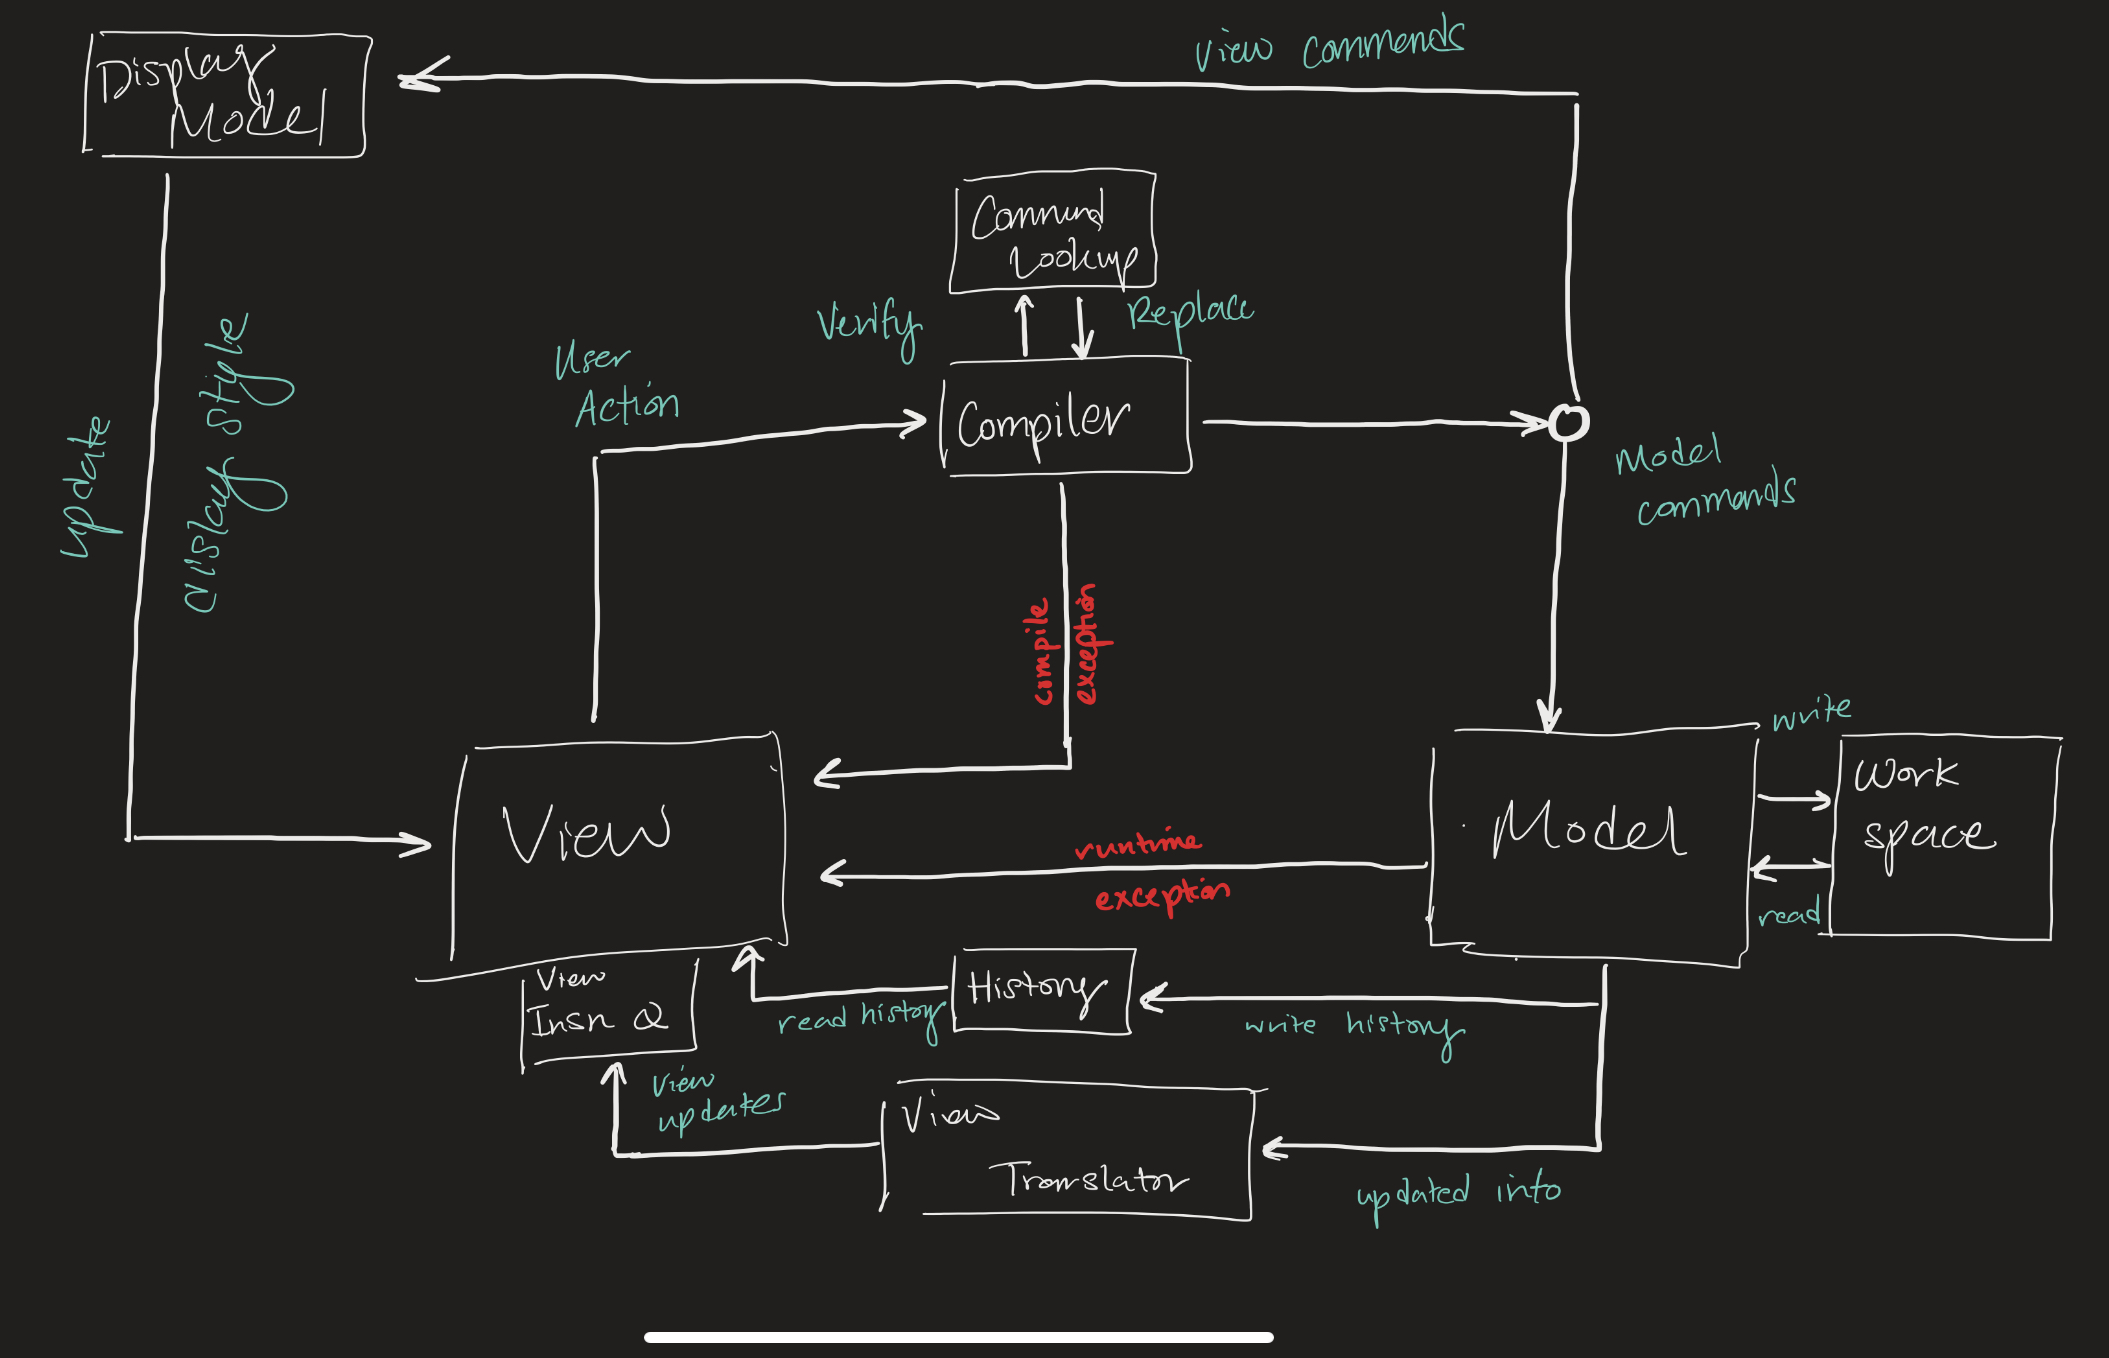 View Commends
Display
Model
Command
Lookup
Verify
Replace
User
Action
Compiler
Model
commands
update
display style
compile
exception
write
Work
space
View
Model
runtime
exception
read
View
Insn Q
History
read history
write history
view
updates
View
Translator
updated info